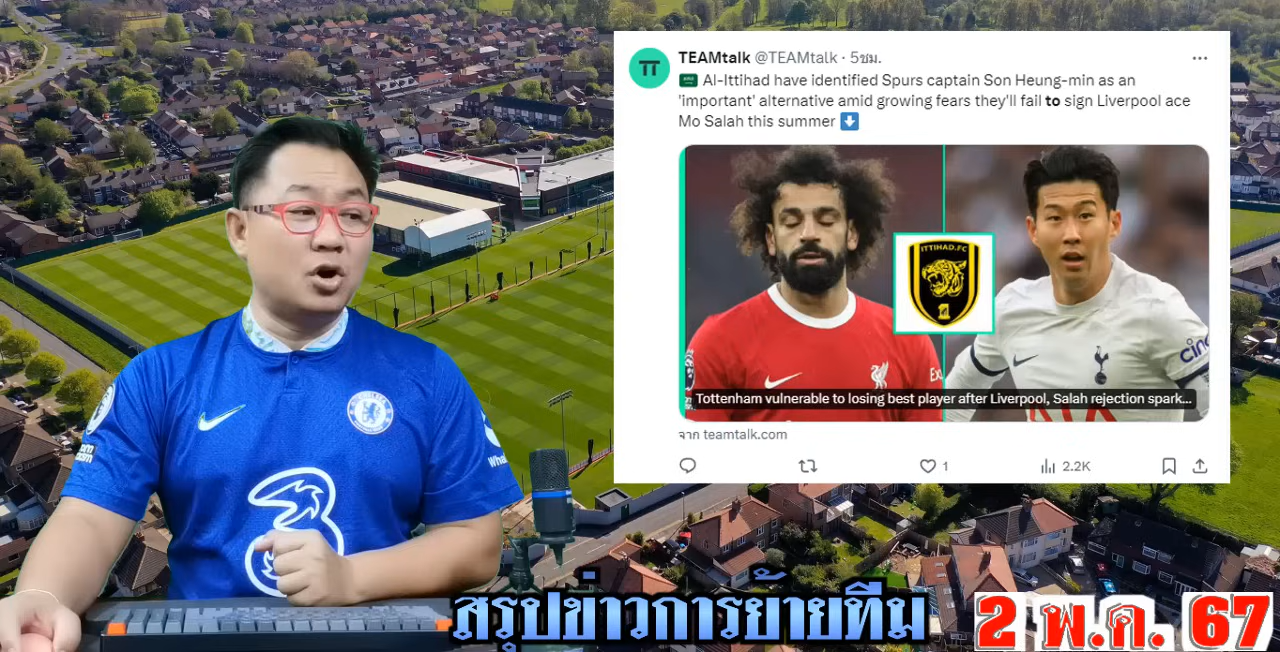 TEAMtalk @TEAMtalk · 5ชม.
Al-Ittihad have identified Spurs captain Son Heung-min as an
'important' alternative amid growing fears they'll fail to sign Liverpool ace
Mo Salah this summer
ITTIHAD.FC
Tottenham vulnerable to losing best player after Liverpool, Salah rejection spark...
จาก teamtalk.com
1
2.2K
3
สรุปข่าวการย้ายทีม
2 พ.ค. 67